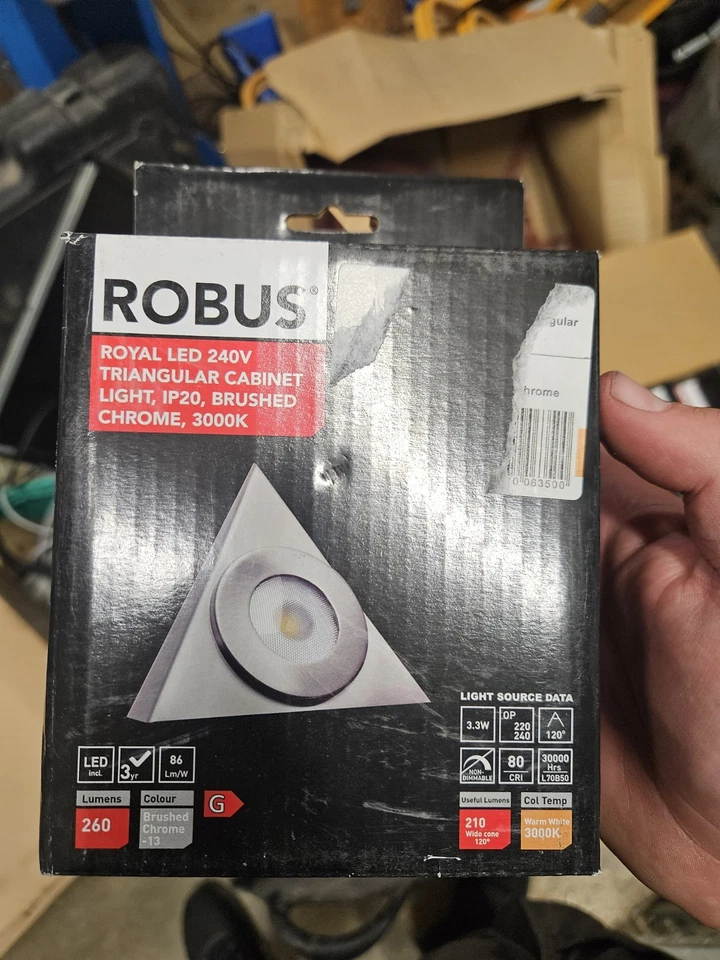 ROBUS®
ROYAL LED 240V
TRIANGULAR CABINET
LIGHT, IP20, BRUSHED
CHROME, 3000K
gular
hrome
0"063500"
LIGHT SOURCE DATA
3.3W
OP
220
240
120°
NON-
DIMMABLE
80
CRI
30000
Hrs
L70B50
LED
incl.
3yr
86
Lm/W
Lumens
260
Colour
Brushed
Chrome
-13
G
Useful Lumens
210
Wide cone
120°
Col Temp
Warm White
3000K